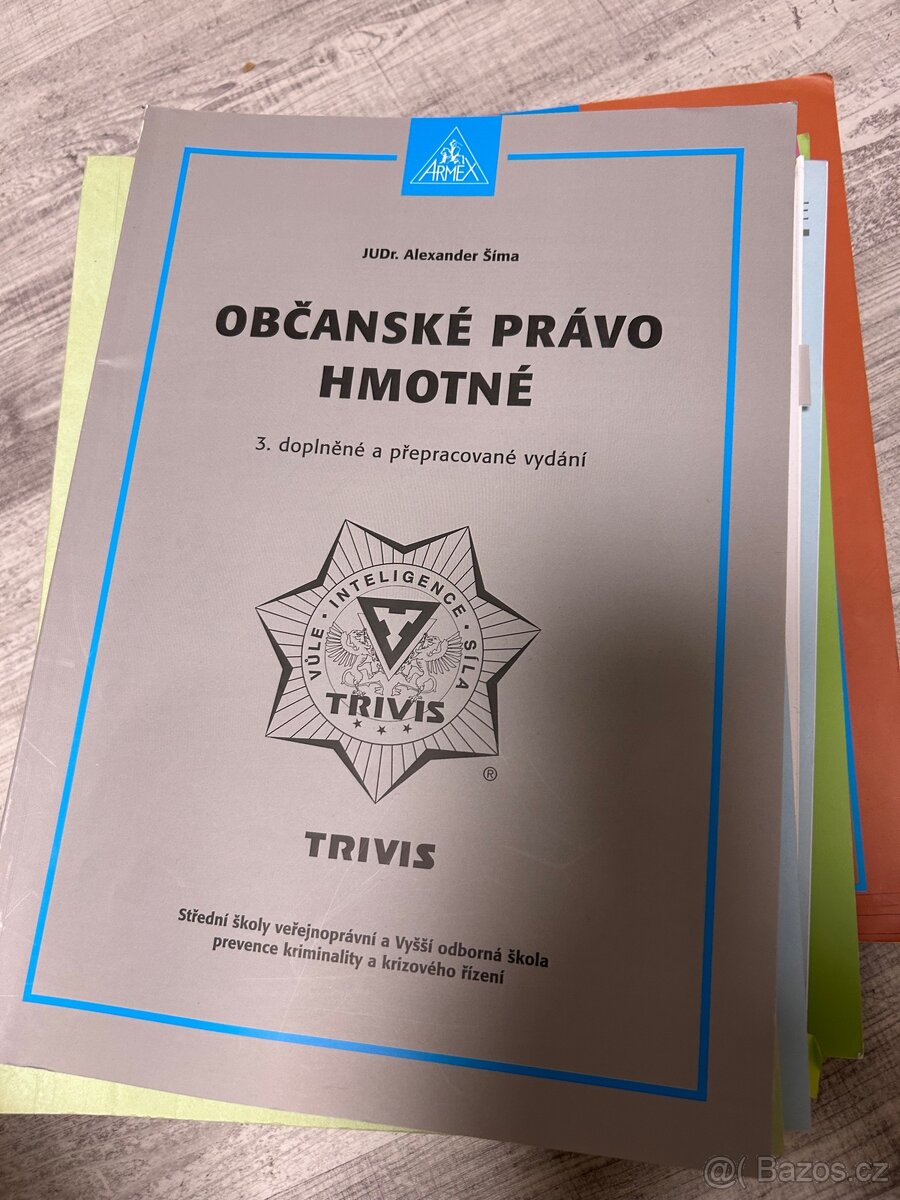 ARMEX
JUDr. Alexander Šíma
OBČANSKÉ PRÁVO
HMOTNÉ
3. doplněné a přepracované vydání
VŮLE · INTELIGENCE · SÍLA
TRIVIS
®
TRIVIS
Střední školy veřejnoprávní a Vyšší odborná škola
prevence kriminality a krizového řízení
E
@( Bazos.cz